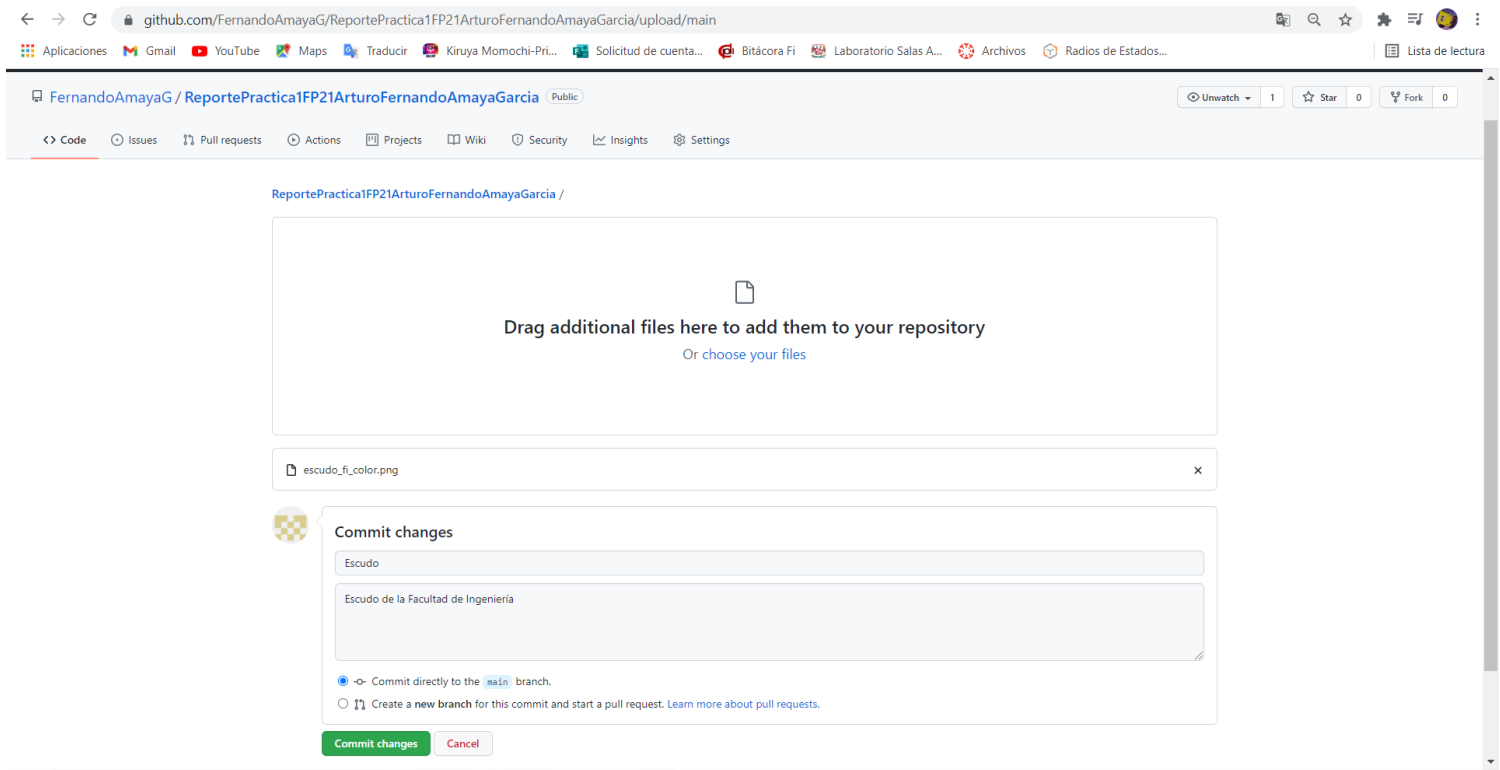 github.com/FernandoAmayaG/ReportePractica1FP21ArturoFernandoAmayaGarcia/upload/main
Aplicaciones Gmail YouTube Maps Traducir Kiruya Momochi-Pri... Solicitud de cuenta... Bitácora Fi Laboratorio Salas A... Archivos Radios de Estados... Lista de lectura
FernandoAmayaG / ReportePractica1FP21ArturoFernandoAmayaGarcia Public Unwatch 1 Star 0 Fork 0
<> Code Issues Pull requests Actions Projects Wiki Security Insights Settings
ReportePractica1FP21ArturoFernandoAmayaGarcia /
Drag additional files here to add them to your repository
Or choose your files
escudo_fi_color.png
Commit changes
Escudo
Escudo de la Facultad de Ingeniería
Commit directly to the main branch.
Create a new branch for this commit and start a pull request. Learn more about pull requests.
Commit changes Cancel